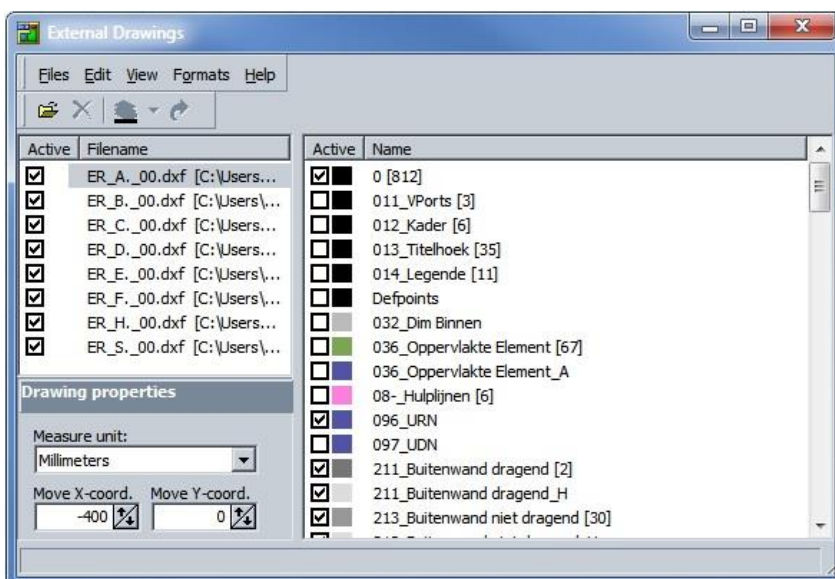 External Drawings
Files Edit View Formats Help
Active Filename
ER_A._00.dxf [C:\Users...
ER_B._00.dxf [C:\Users\...
ER_C._00.dxf [C:\Users\...
ER_D._00.dxf [C:\Users\...
ER_E._00.dxf [C:\Users\...
ER_F._00.dxf [C:\Users\...
ER_H._00.dxf [C:\Users...
ER_S._00.dxf [C:\Users\...
Drawing properties
Measure unit:
Millimeters
Move X-coord. Move Y-coord.
-400 0
Active Name
0 [812]
011_VPorts [3]
012_Kader [6]
013_Titelhoek [35]
014_Legende [11]
Defpoints
032_Dim Binnen
036_Oppervlakte Element [67]
036_Oppervlakte Element_A
08-_Hulplijnen [6]
096_URN
097_UDN
211_Buitenwand dragend [2]
211_Buitenwand dragend_H
213_Buitenwand niet dragend [30]